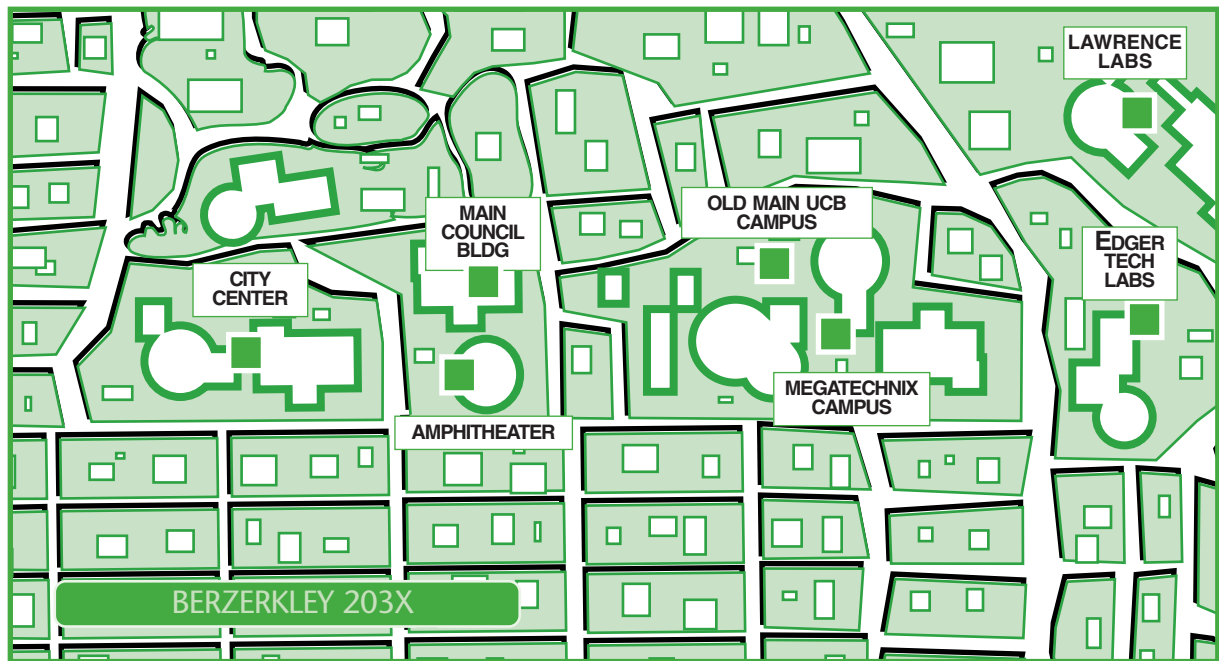 LAWRENCE
LABS
MAIN
COUNCIL
BLDG
OLD MAIN UCB
CAMPUS
EDGER
TECH
LABS
CITY
CENTER
MEGATECHNIX
CAMPUS
AMPHITHEATER
BERZERKLEY 203X